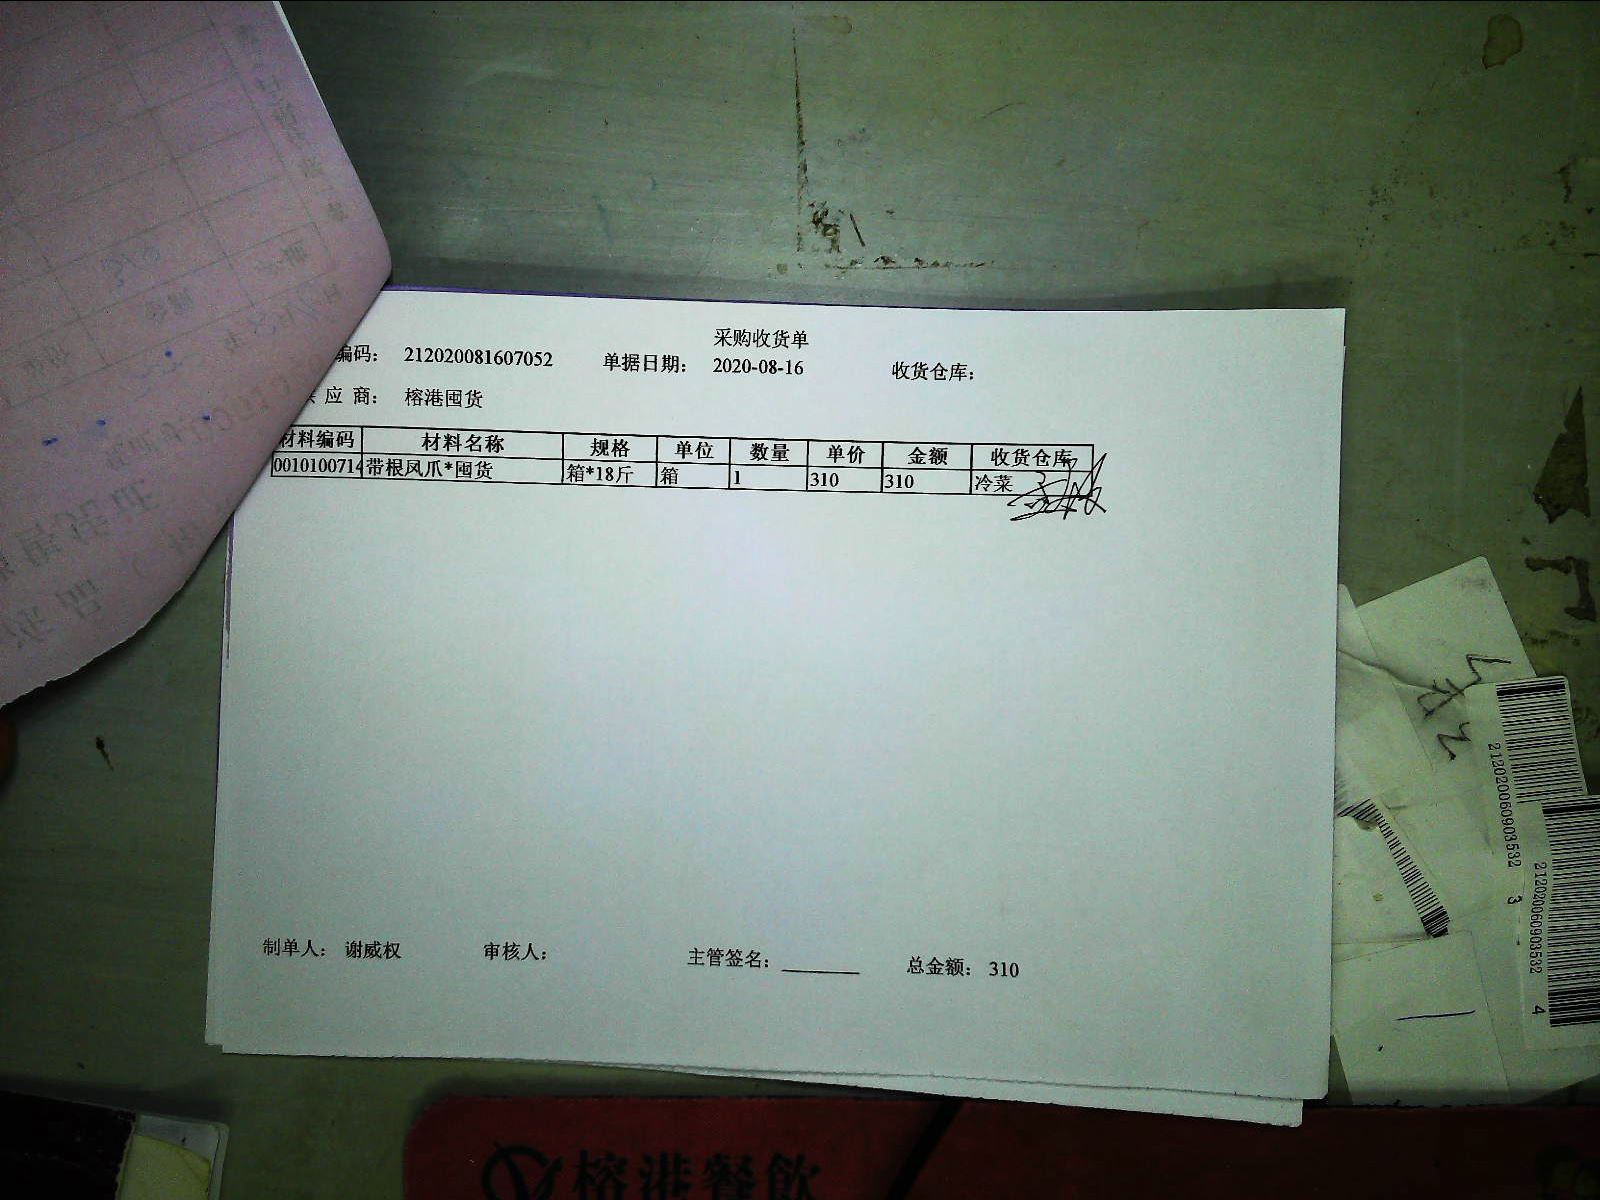 采购收货单
编码： 212020081607052 单据日期： 2020-08-16 收货仓库：
应 商： 榕港囤货
材料编码 材料名称 规格 单位 数量 单价 金额 收货仓库
0010100714 带根凤爪*囤货 箱*18斤 箱 1 310 310 冷菜
制单人： 谢威权 审核人： 主管签名： 总金额： 310
212020060903532 3
212020060903532 4
榕港餐飲